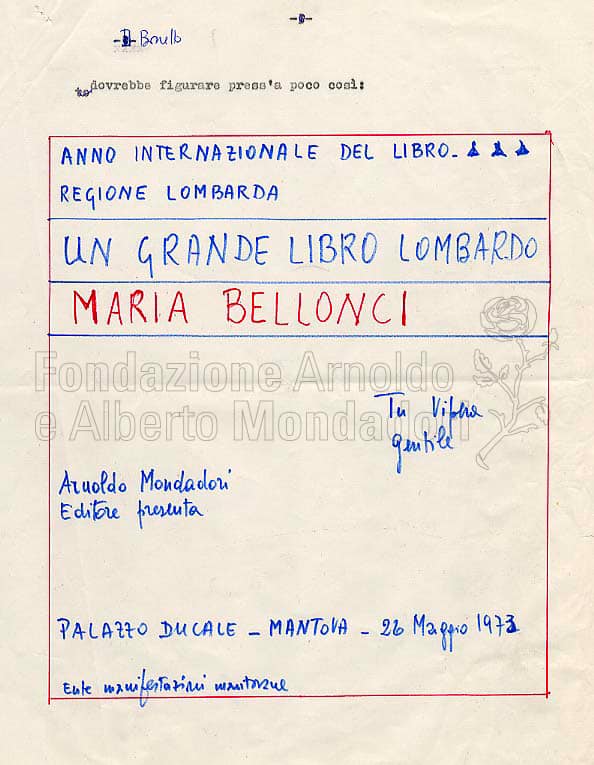 -9-
Brulb
dovrebbe figurare press'a poco così:
ANNO INTERNAZIONALE DEL LIBRO -
REGIONE LOMBARDA
UN GRANDE LIBRO LOMBARDO
MARIA BELLONCI
Fondazione Arnoldo
e Alberto Mondadori
Tu Vipera
gentile
Arnoldo Mondadori
Editore presenta
PALAZZO DUCALE - MANTOVA - 26 Maggio 1973
Ente manifestazioni mantovane